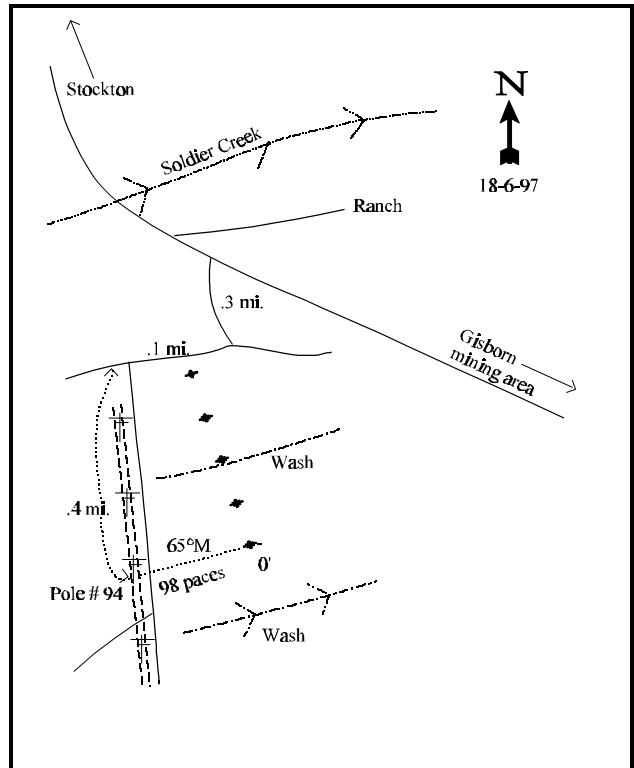 Stockton
N
18-6-97
Soldier Creek
Ranch
.3 mi.
.1 mi.
Gisborn
mining area
Wash
.4 mi.
65°M
98 paces
0'
Pole # 94
Wash